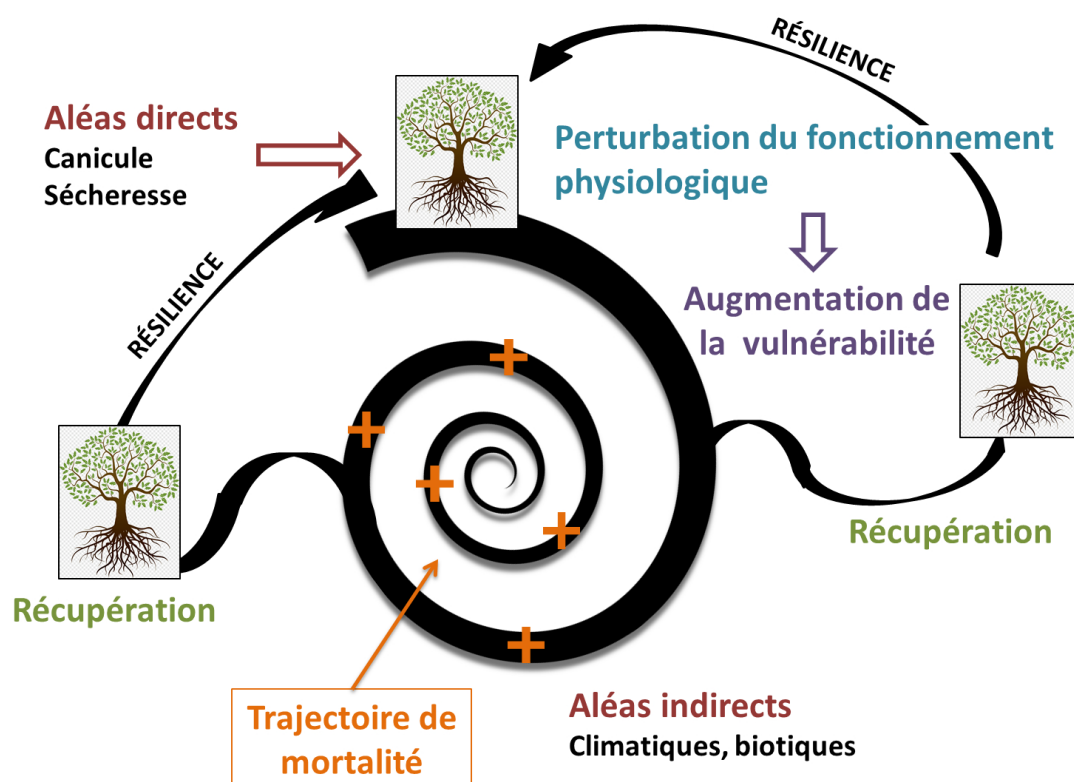 RÉSILIENCE
Aléas directs
Canicule
Sécheresse
Perturbation du fonctionnement
physiologique
RÉSILIENCE
Augmentation de
la vulnérabilité
Récupération
Récupération
Trajectoire de
mortalité
Aléas indirects
Climatiques, biotiques